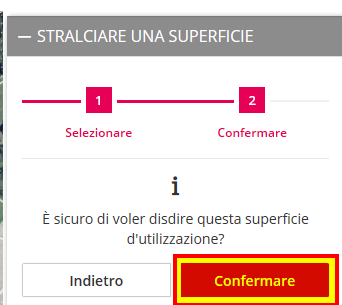 — STRALCIARE UNA SUPERFICIE
1 2
Selezionare Confermare
i
È sicuro di voler disdire questa superficie
d'utilizzazione?
Indietro Confermare